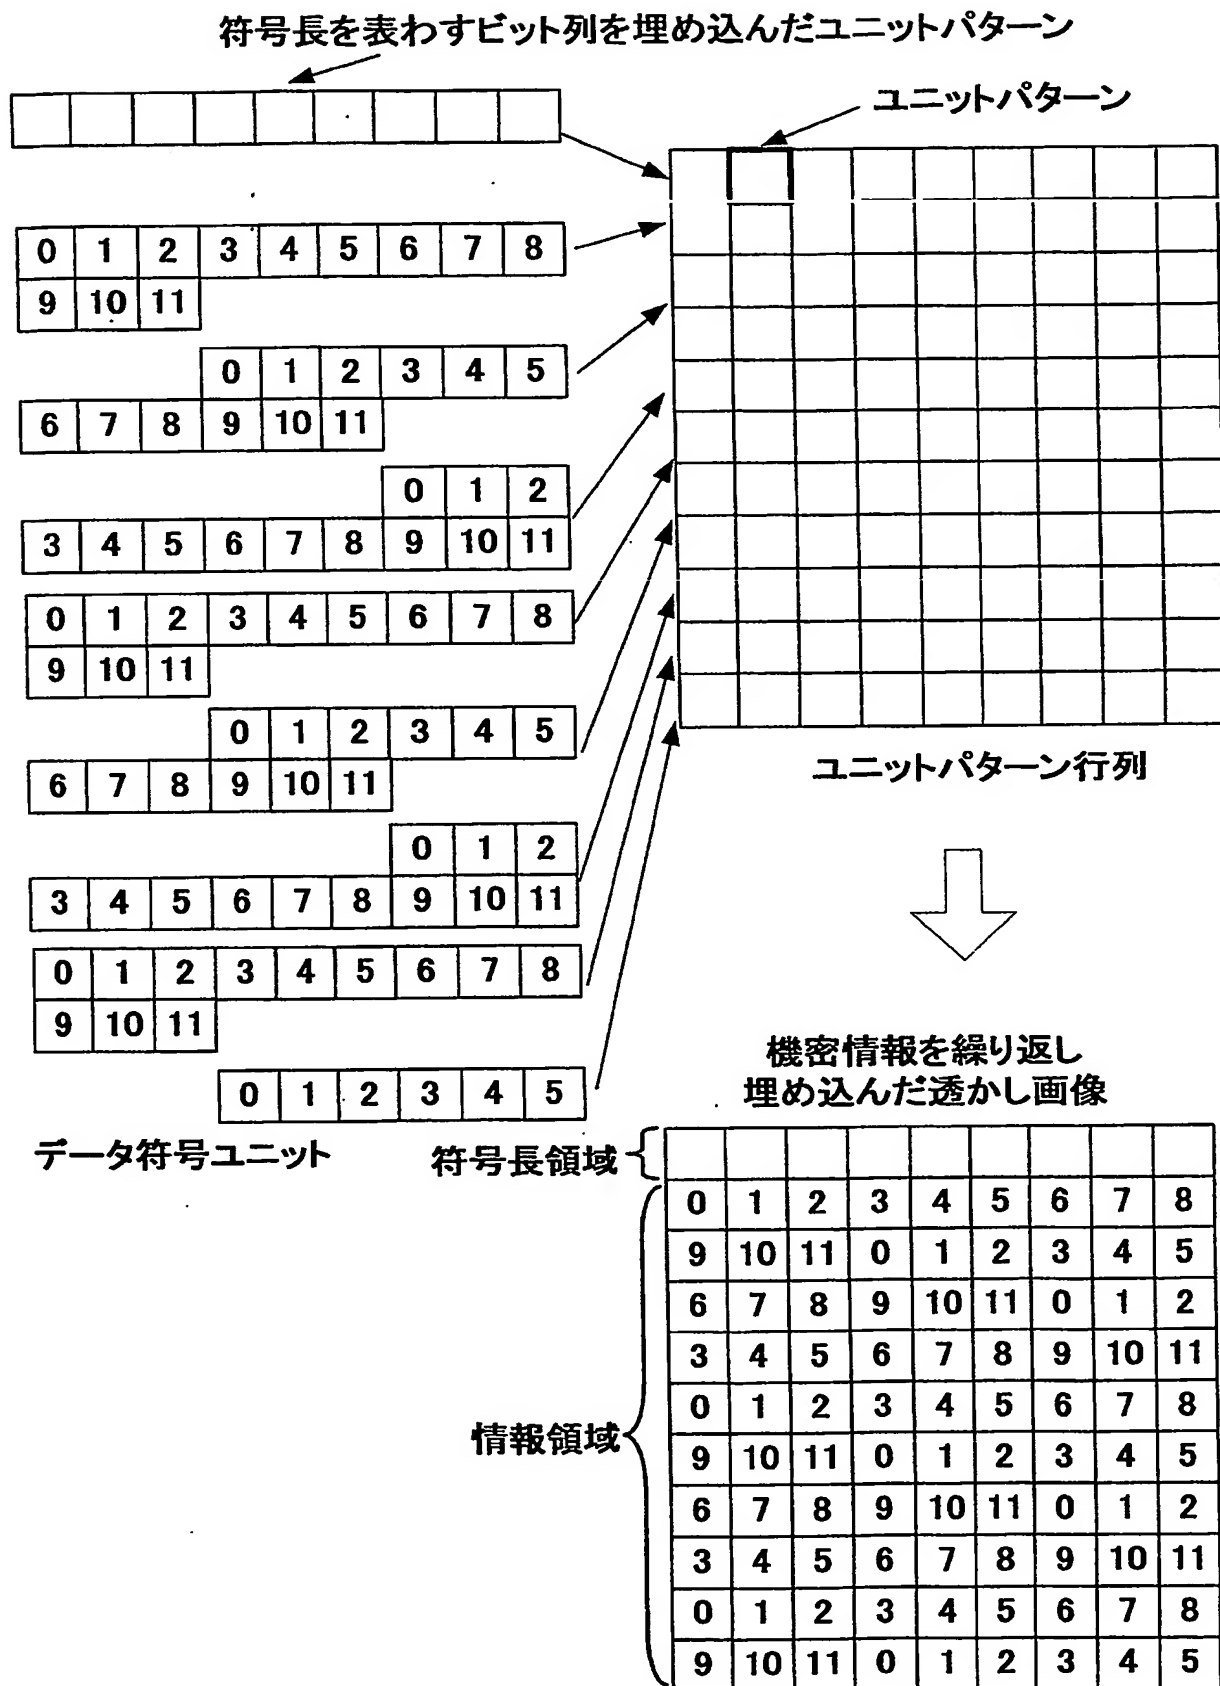 符号長を表わすビット列を埋め込んだユニットパターン
ユニットパターン
0 1 2 3 4 5 6 7 8
9 10 11
0 1 2 3 4 5
6 7 8 9 10 11
0 1 2
3 4 5 6 7 8 9 10 11
0 1 2 3 4 5 6 7 8
9 10 11
0 1 2 3 4 5
6 7 8 9 10 11
0 1 2
3 4 5 6 7 8 9 10 11
0 1 2 3 4 5 6 7 8
9 10 11
0 1 2 3 4 5
データ符号ユニット
ユニットパターン行列
機密情報を繰り返し
埋め込んだ透かし画像
符号長領域
情報領域
0 1 2 3 4 5 6 7 8
9 10 11 0 1 2 3 4 5
6 7 8 9 10 11 0 1 2
3 4 5 6 7 8 9 10 11
0 1 2 3 4 5 6 7 8
9 10 11 0 1 2 3 4 5
6 7 8 9 10 11 0 1 2
3 4 5 6 7 8 9 10 11
0 1 2 3 4 5 6 7 8
9 10 11 0 1 2 3 4 5